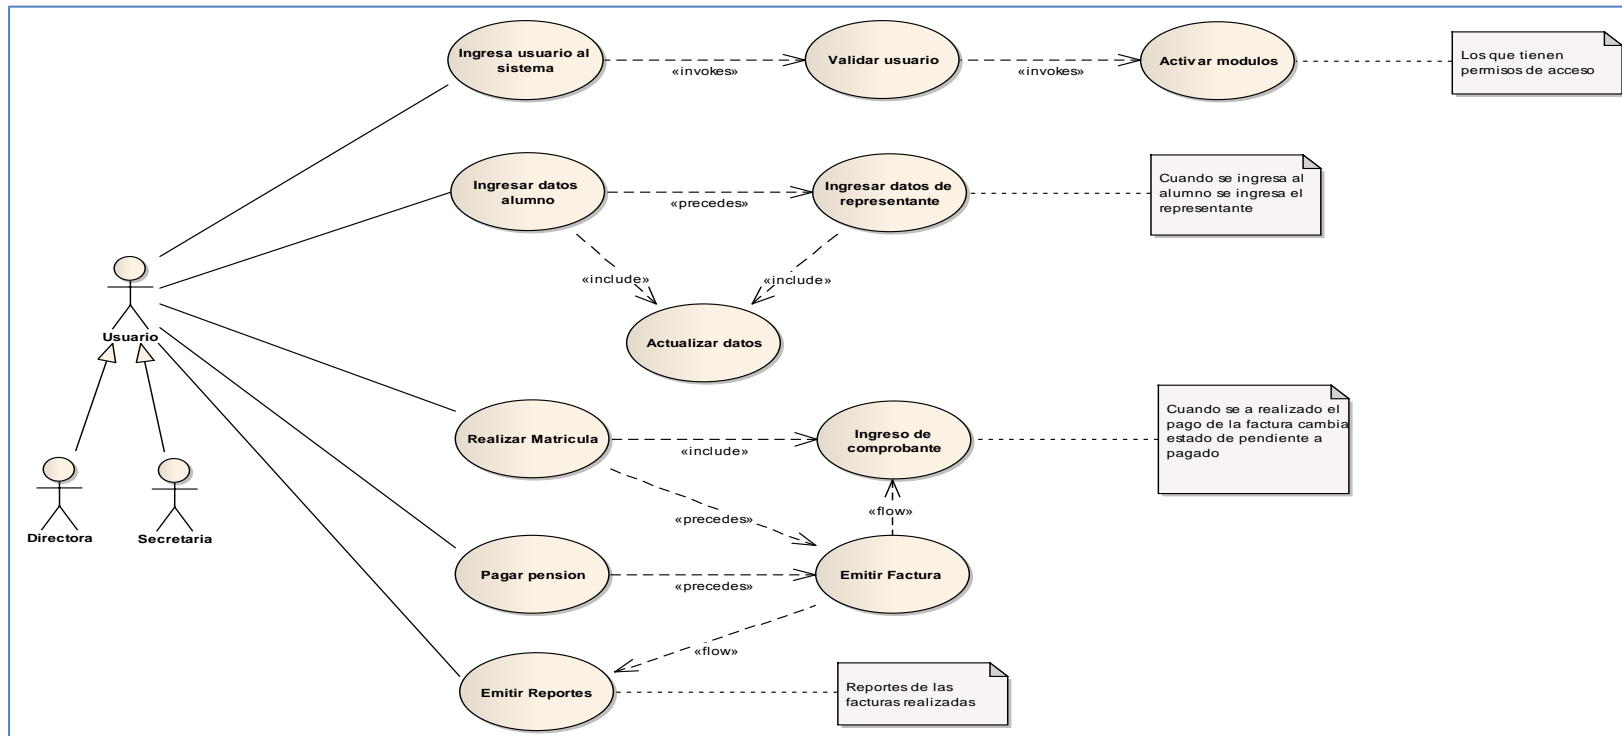 Ingresa usuario al
sistema
«invokes»
Validar usuario
«invokes»
Activar modulos
Los que tienen
permisos de acceso
Ingresar datos
alumno
«precedes»
Ingresar datos de
representante
Cuando se ingresa al
alumno se ingresa el
representante
«include»
«include»
Actualizar datos
Usuario
Directora
Secretaria
Realizar Matricula
«include»
Ingreso de
comprobante
Cuando se a realizado el
pago de la factura cambia
estado de pendiente a
pagado
«precedes»
«flow»
Pagar pension
«precedes»
Emitir Factura
«flow»
Emitir Reportes
Reportes de las
facturas realizadas